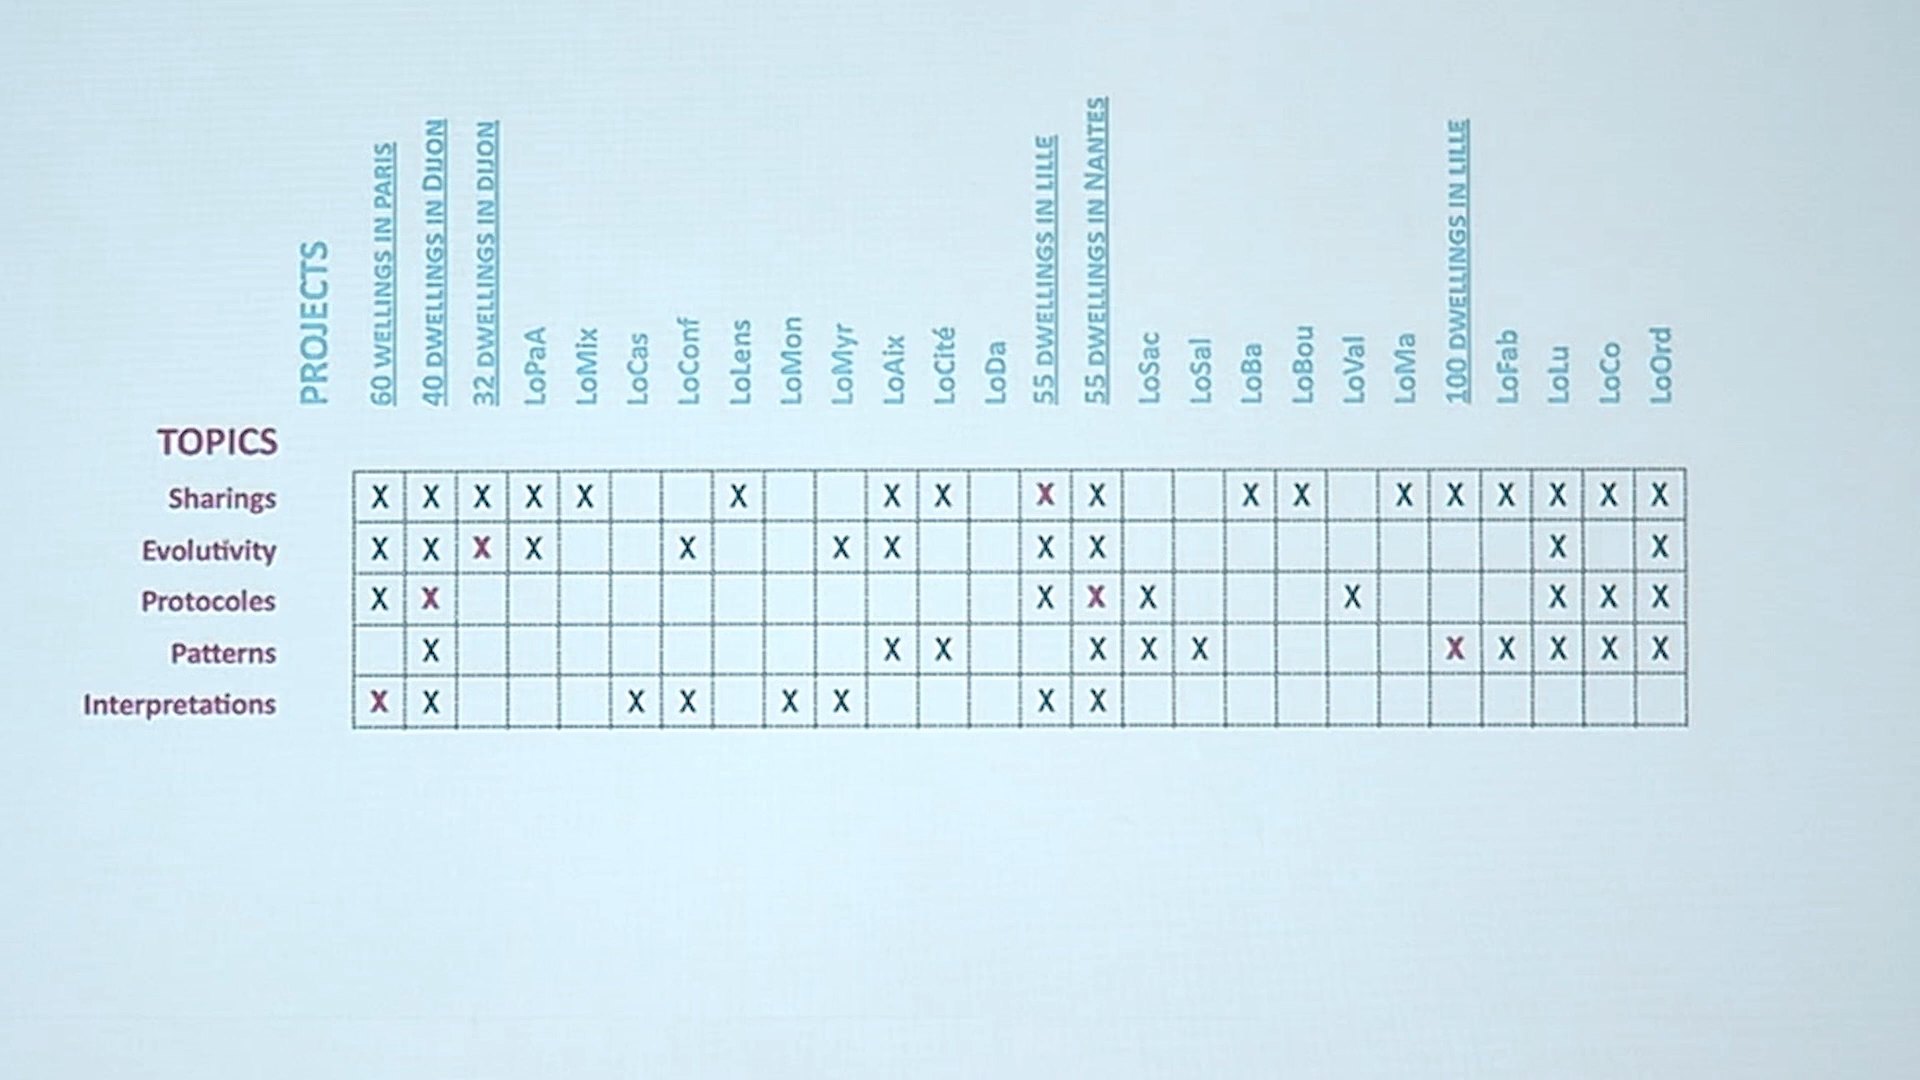 PROJECTS
60 WELLINGS IN PARIS
40 DWELLINGS IN DIJON
32 DWELLINGS IN DIJON
LoPaA
LoMix
LoCas
LoConf
LoLens
LoMon
LoMyr
LoAix
LoCité
LoDa
55 DWELLINGS IN LILLE
55 DWELLINGS IN NANTES
LoSac
LoSal
LoBa
LoBou
LoVal
LoMa
100 DWELLINGS IN LILLE
LoFab
LoLu
LoCo
LoOrd
TOPICS
Sharings X X X X X X X X X X X X X X X X X X
Evolutivity X X X X X X X X X X X
Protocoles X X X X X X X X X
Patterns X X X X X X X X X X X
Interpretations X X X X X X X X